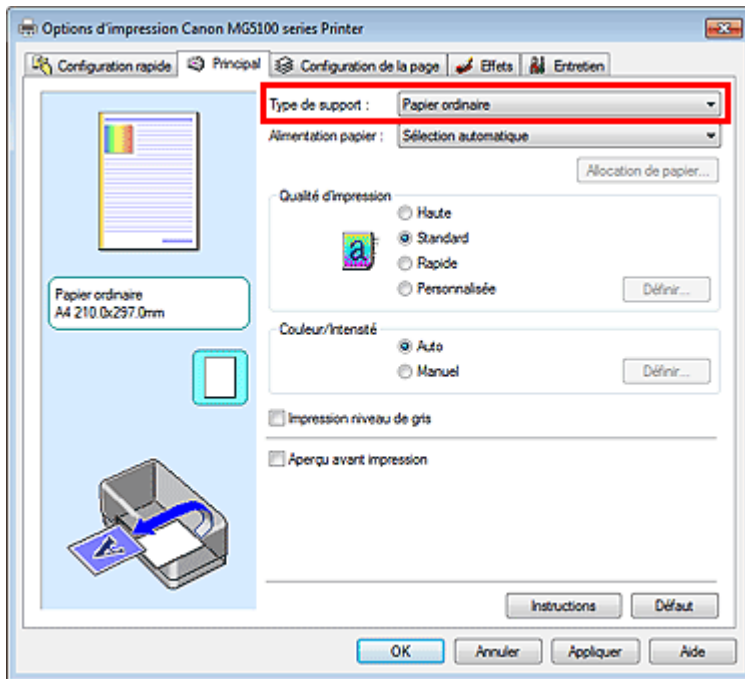 Options d'impression Canon MG5100 series Printer
Configuration rapide Principal Configuration de la page Effets Entretien
Type de support : Papier ordinaire
Alimentation papier : Sélection automatique
Allocation de papier...
Qualité d'impression
Haute
Standard
Rapide
Personnalisée Définir...
Papier ordinaire
A4 210.0x297.0mm
Couleur/Intensité
Auto
Manuel Définir...
Impression niveau de gris
Aperçu avant impression
Instructions Défaut
OK Annuler Appliquer Aide